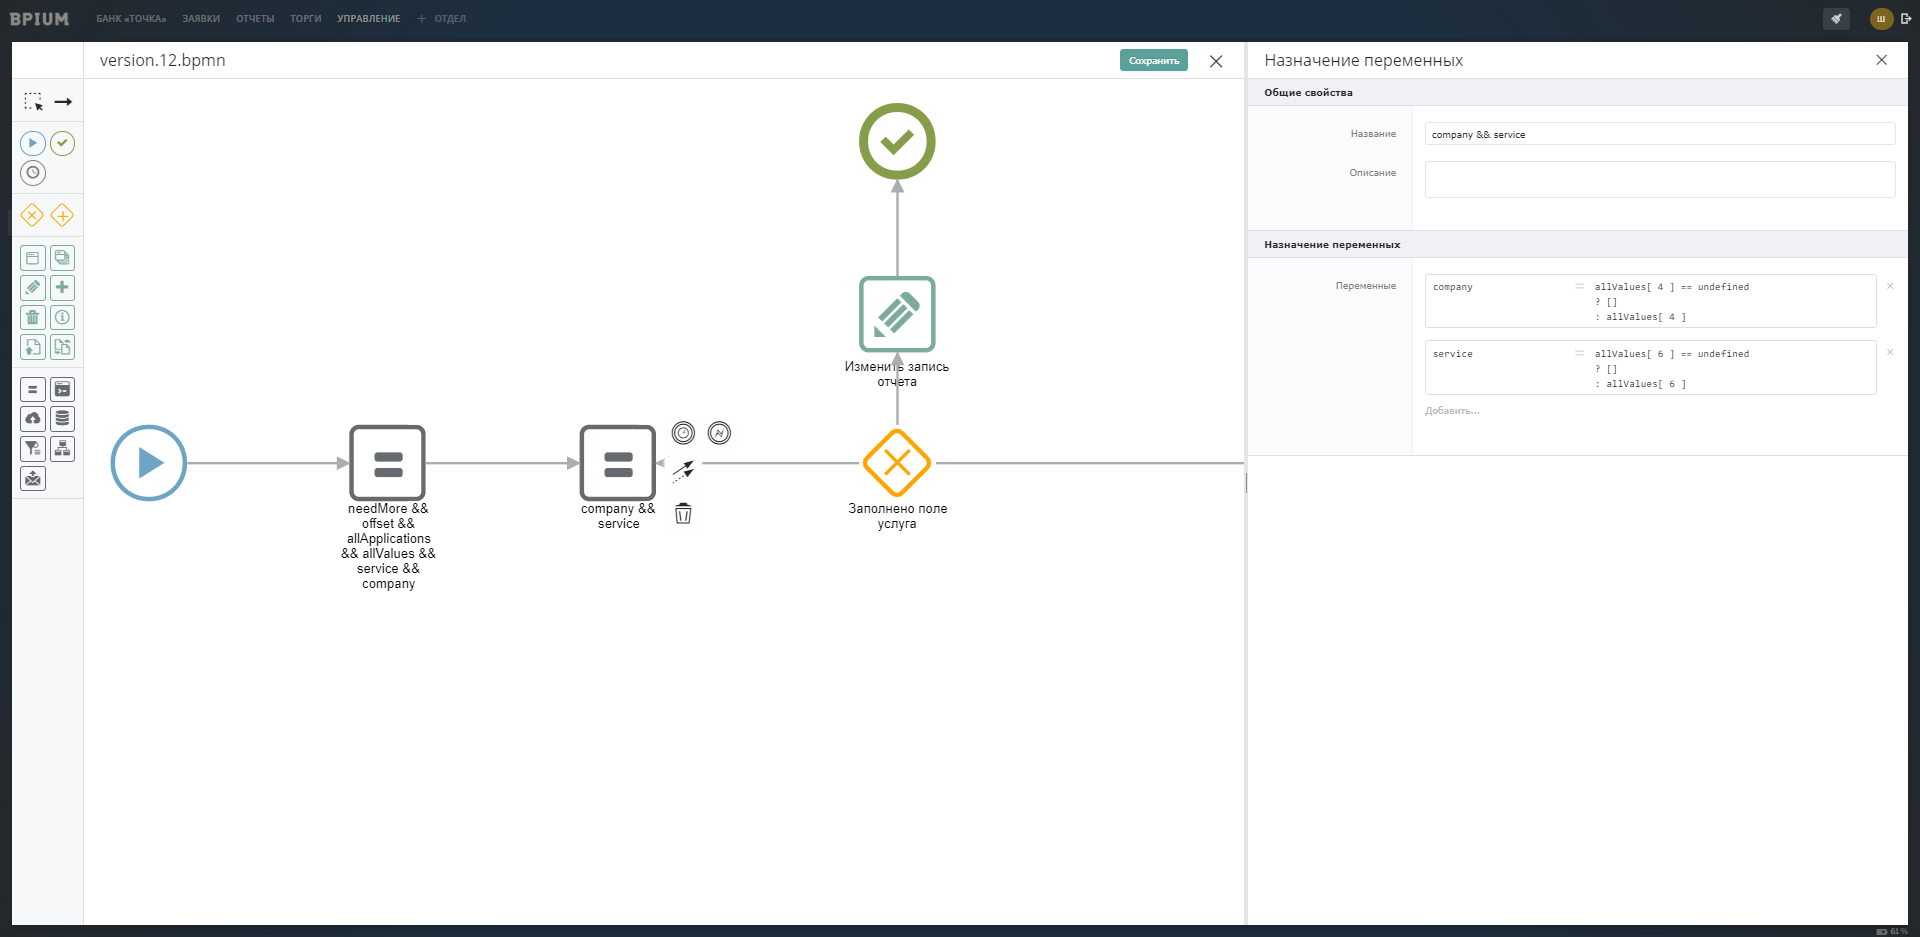 BPIUM
БАНК «ТОЧКА» ЗАЯВКИ ОТЧЕТЫ ТОРГИ УПРАВЛЕНИЕ + ОТДЕЛ
Ш
version.12.bpmn
Сохранить
Изменить запись
отчета
needMore &&
offset &&
allApplications
&& allValues &&
service &&
company
company &&
service
Заполнено поле
услуга
Назначение переменных
Общие свойства
Название
company && service
Описание
Назначение переменных
Переменные
company = allValues[ 4 ] == undefined
? []
: allValues[ 4 ]
service = allValues[ 6 ] == undefined
? []
: allValues[ 6 ]
Добавить...
61%